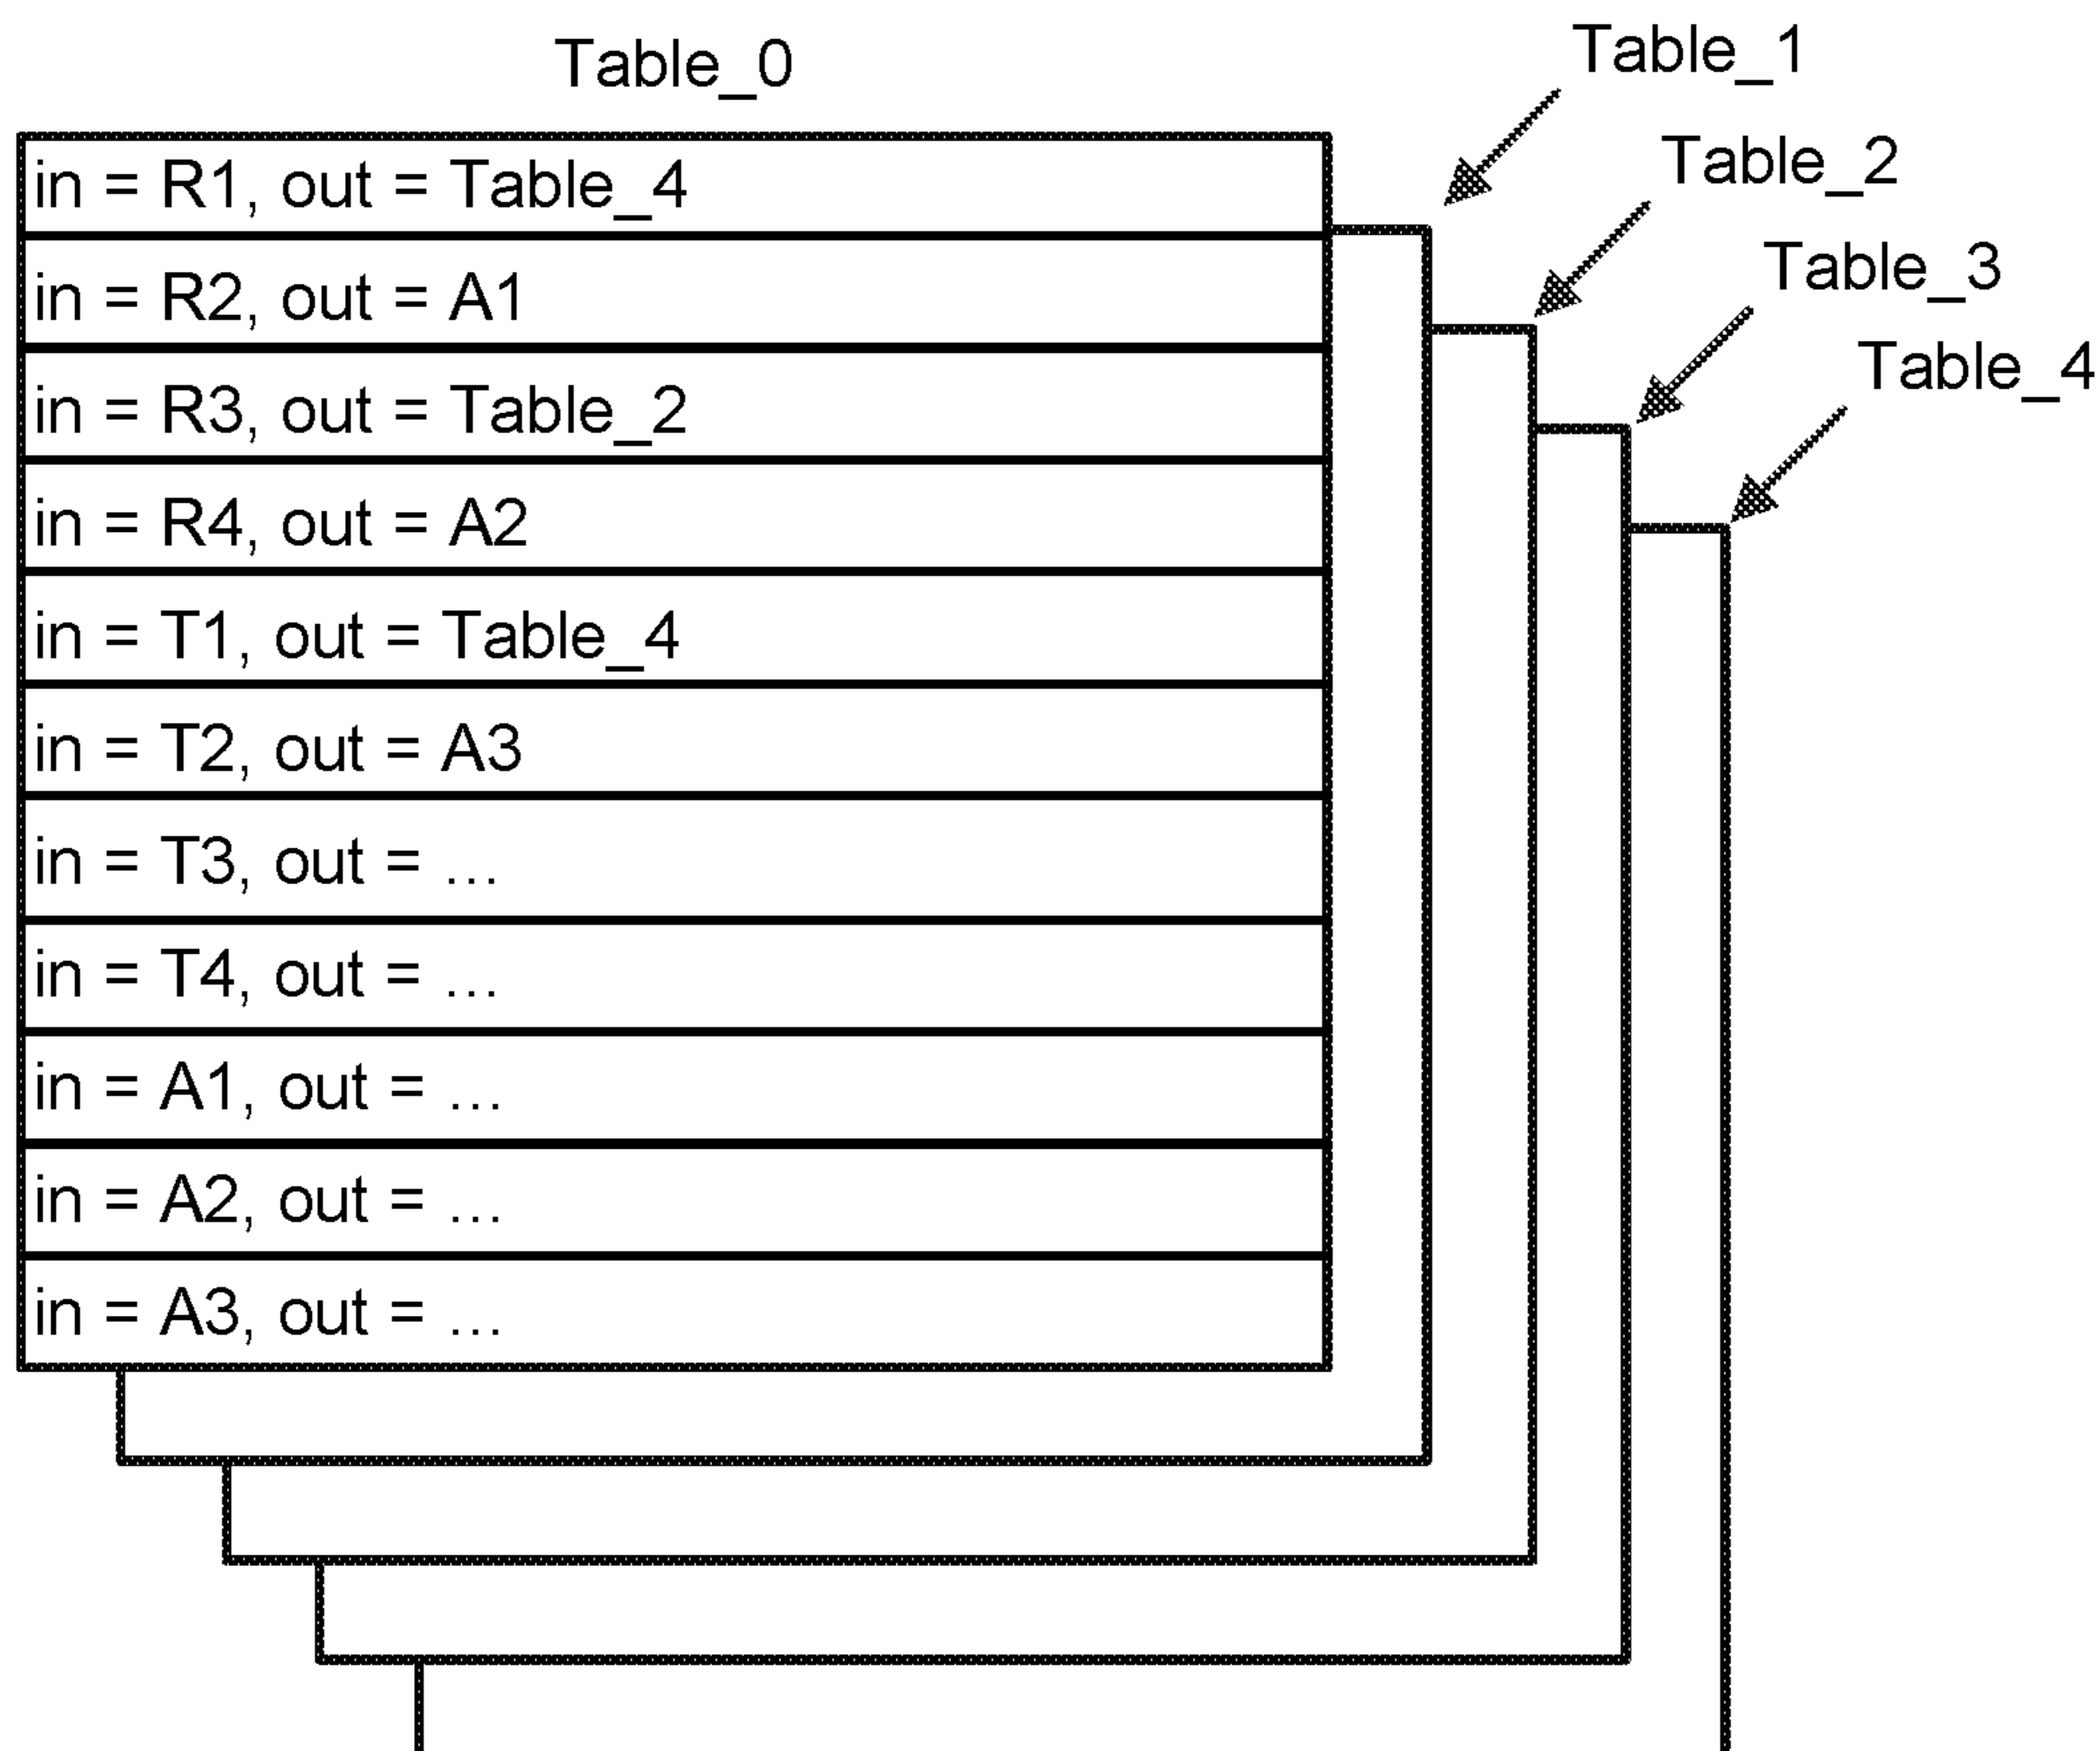 Table_0
Table_1
Table_2
Table_3
Table_4
in = R1, out = Table_4
in = R2, out = A1
in = R3, out = Table_2
in = R4, out = A2
in = T1, out = Table_4
in = T2, out = A3
in = T3, out = ...
in = T4, out = ...
in = A1, out = ...
in = A2, out = ...
in = A3, out = ...